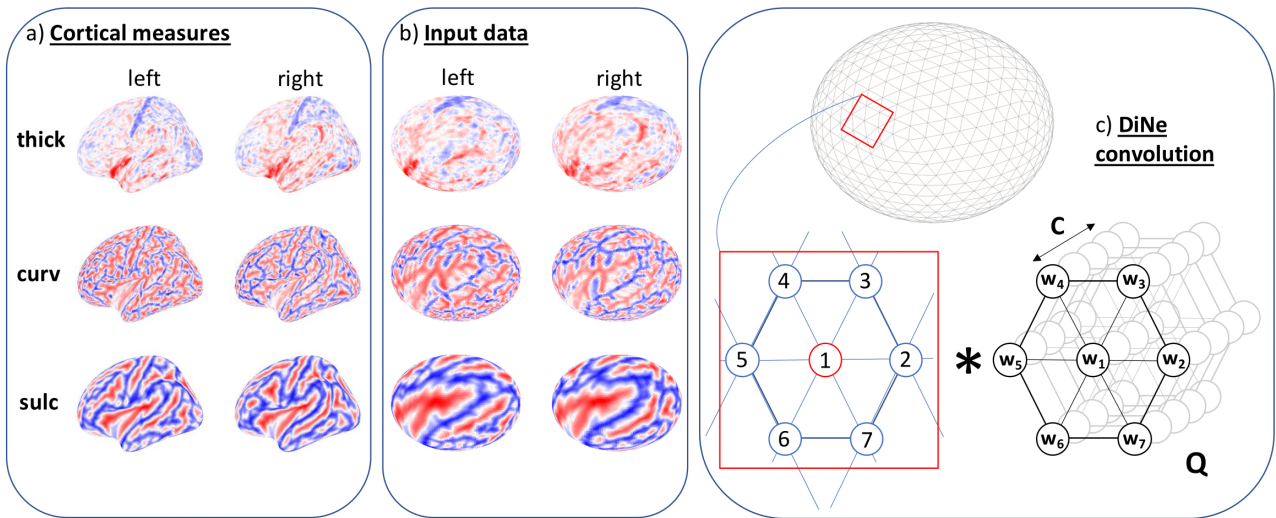 a) Cortical measures
left right
thick
curv
sulc
b) Input data
left right
c) DiNe
convolution
4 3
5 1 2
6 7
*
C
w4 w3
w5 w1 w2
w6 w7
Q